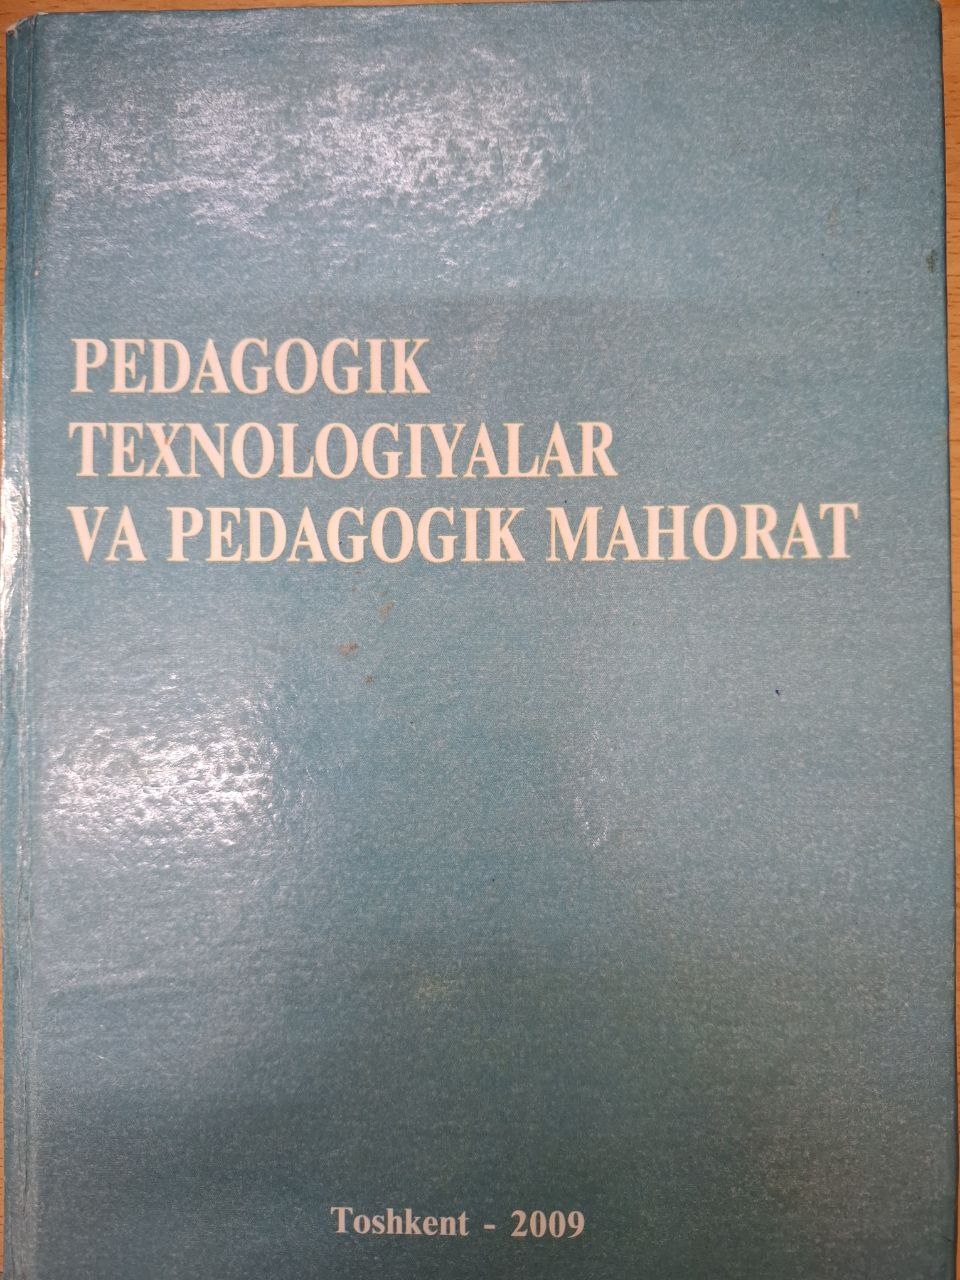 PEDAGOGIK
TEXNOLOGIYALAR
VA PEDAGOGIK MAHORAT
Toshkent - 2009